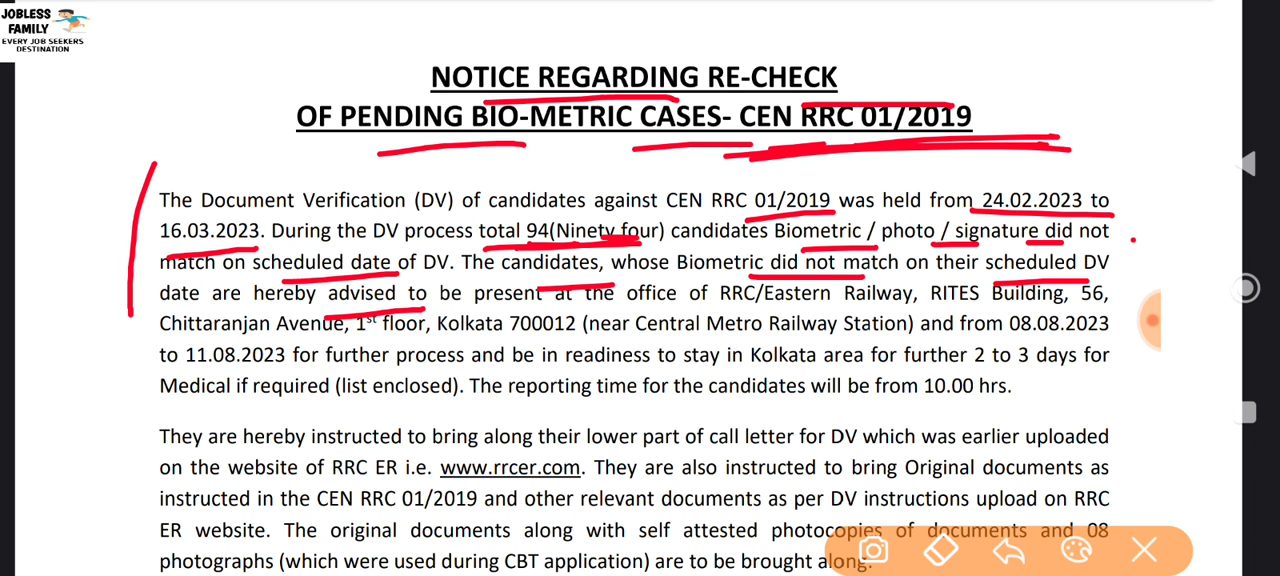 JOBLESS
FAMILY
EVERY JOB SEEKERS
DESTINATION
NOTICE REGARDING RE-CHECK
OF PENDING BIO-METRIC CASES- CEN RRC 01/2019
The Document Verification (DV) of candidates against CEN RRC 01/2019 was held from 24.02.2023 to
16.03.2023. During the DV process total 94(Ninety four) candidates Biometric / photo / signature did not
match on scheduled date of DV. The candidates, whose Biometric did not match on their scheduled DV
date are hereby advised to be present at the office of RRC/Eastern Railway, RITES Building, 56,
Chittaranjan Avenue, 1st floor, Kolkata 700012 (near Central Metro Railway Station) and from 08.08.2023
to 11.08.2023 for further process and be in readiness to stay in Kolkata area for further 2 to 3 days for
Medical if required (list enclosed). The reporting time for the candidates will be from 10.00 hrs.
They are hereby instructed to bring along their lower part of call letter for DV which was earlier uploaded
on the website of RRC ER i.e. www.rrcer.com. They are also instructed to bring Original documents as
instructed in the CEN RRC 01/2019 and other relevant documents as per DV instructions upload on RRC
ER website. The original documents along with self attested photocopies of documents and 08
photographs (which were used during CBT application) are to be brought along.